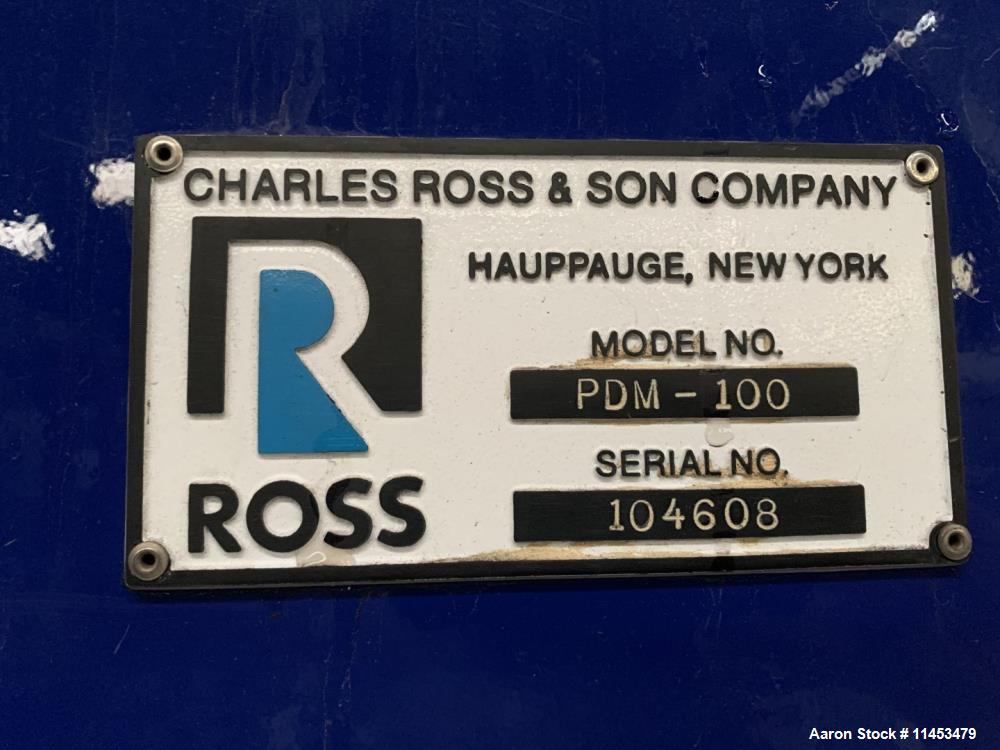 CHARLES ROSS & SON COMPANY
HAUPPAUGE, NEW YORK
R
ROSS
MODEL NO.
PDM - 100
SERIAL NO.
104608
Aaron Stock # 11453479